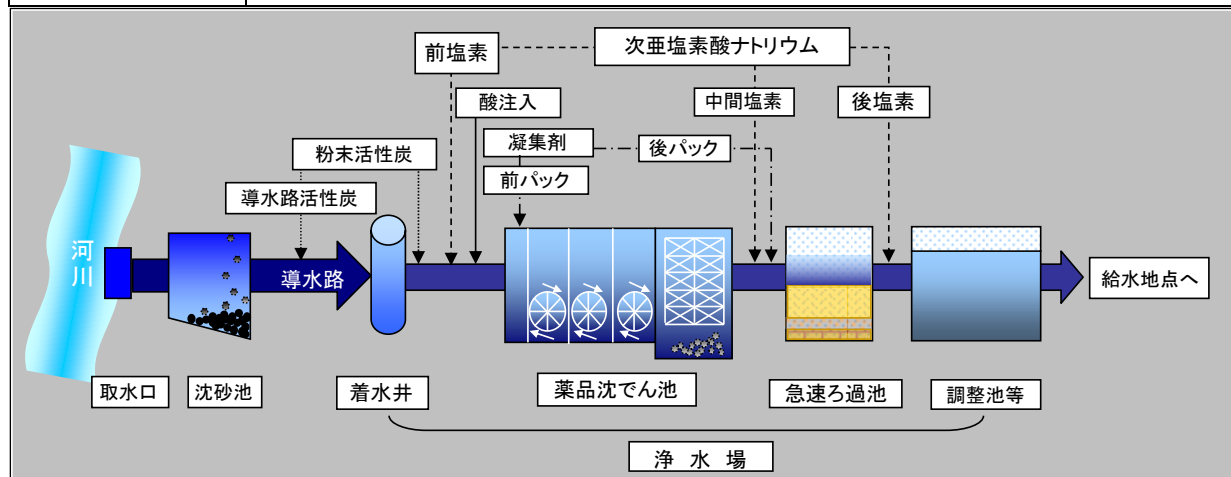 次亜塩素酸ナトリウム
前塩素
酸注入
中間塩素
後塩素
凝集剤
後パック
粉末活性炭
前パック
導水路活性炭
河川
導水路
給水地点へ
取水口
沈砂池
着水井
薬品沈でん池
急速ろ過池
調整池等
浄 水 場